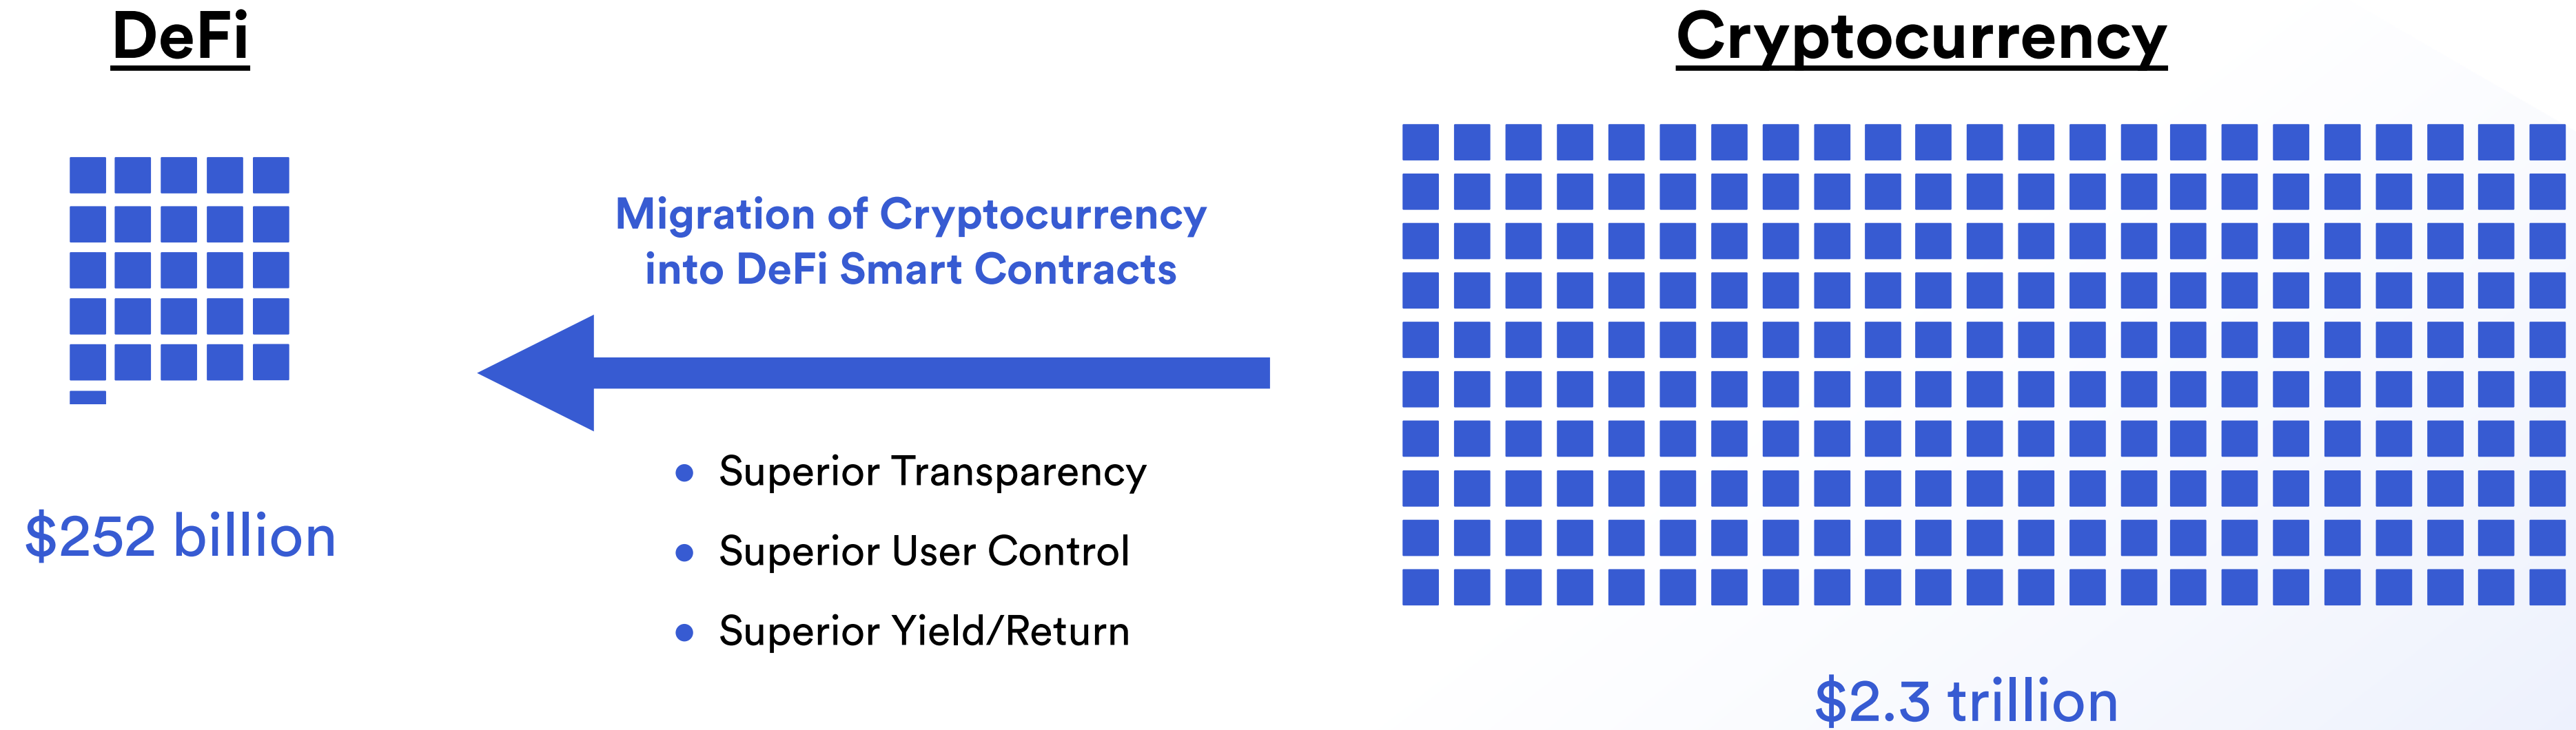 DeFi
Cryptocurrency
Migration of Cryptocurrency
into DeFi Smart Contracts
• Superior Transparency
• Superior User Control
• Superior Yield/Return
$252 billion
$2.3 trillion